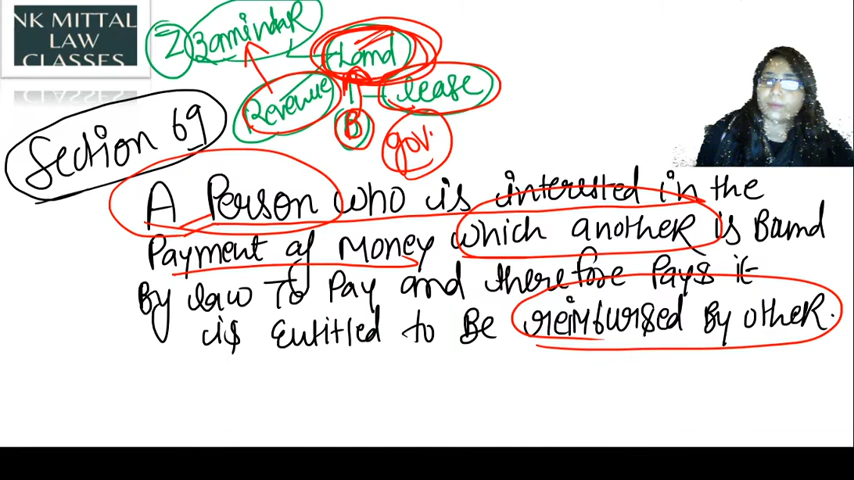 NK MITTAL
LAW
CLASSES
Z Zamindar
Land
Revenue
lease
B
gov.
Section 69
A Person who is interested in the
Payment of Money which another is Bound
By law To Pay and therefore Pays it
is Entitled to Be reimbursed By other.